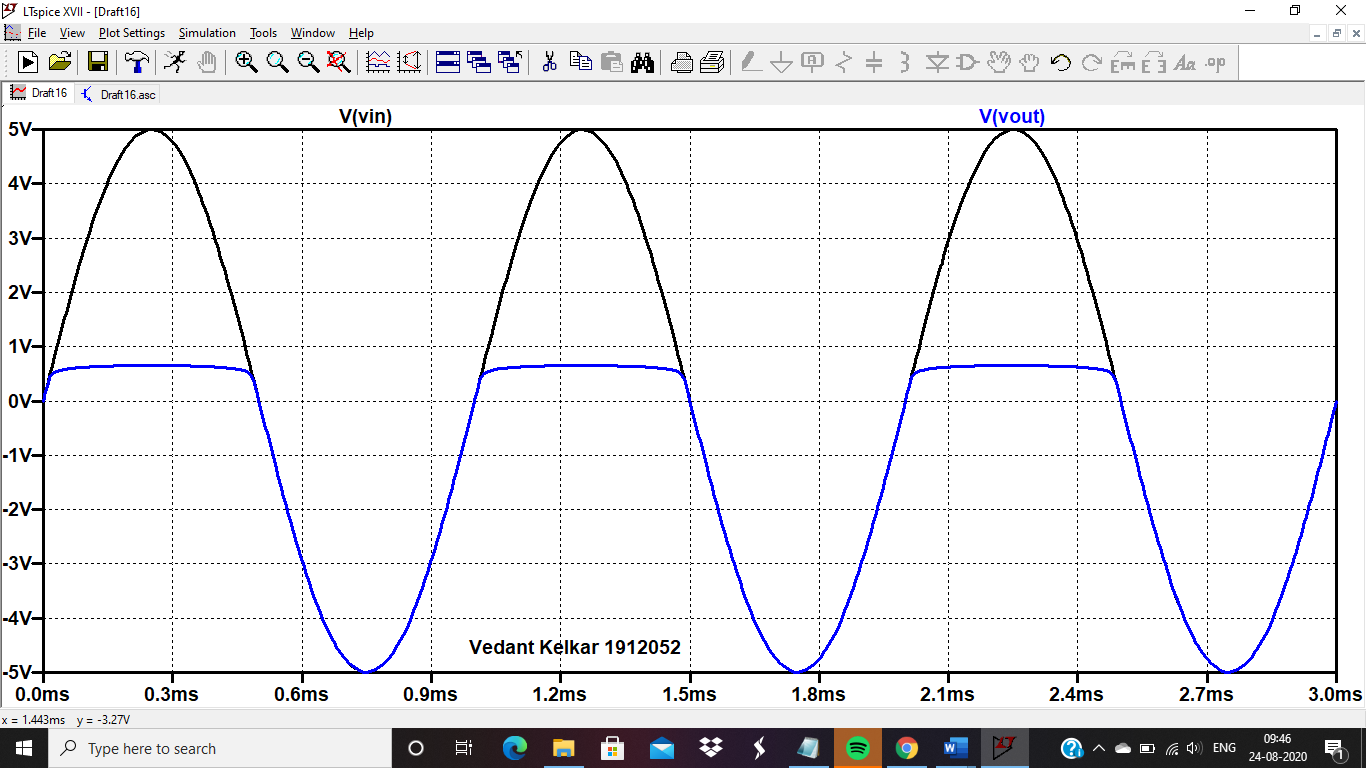 LTspice XVII - [Draft16]
File View Plot Settings Simulation Tools Window Help
Draft16 Draft16.asc
V(vin) V(vout)
5V
4V
3V
2V
1V
0V
-1V
-2V
-3V
-4V
Vedant Kelkar 1912052
-5V
0.0ms 0.3ms 0.6ms 0.9ms 1.2ms 1.5ms 1.8ms 2.1ms 2.4ms 2.7ms 3.0ms
x = 1.443ms y = -3.27V
Type here to search
ENG
09:46
24-08-2020
1